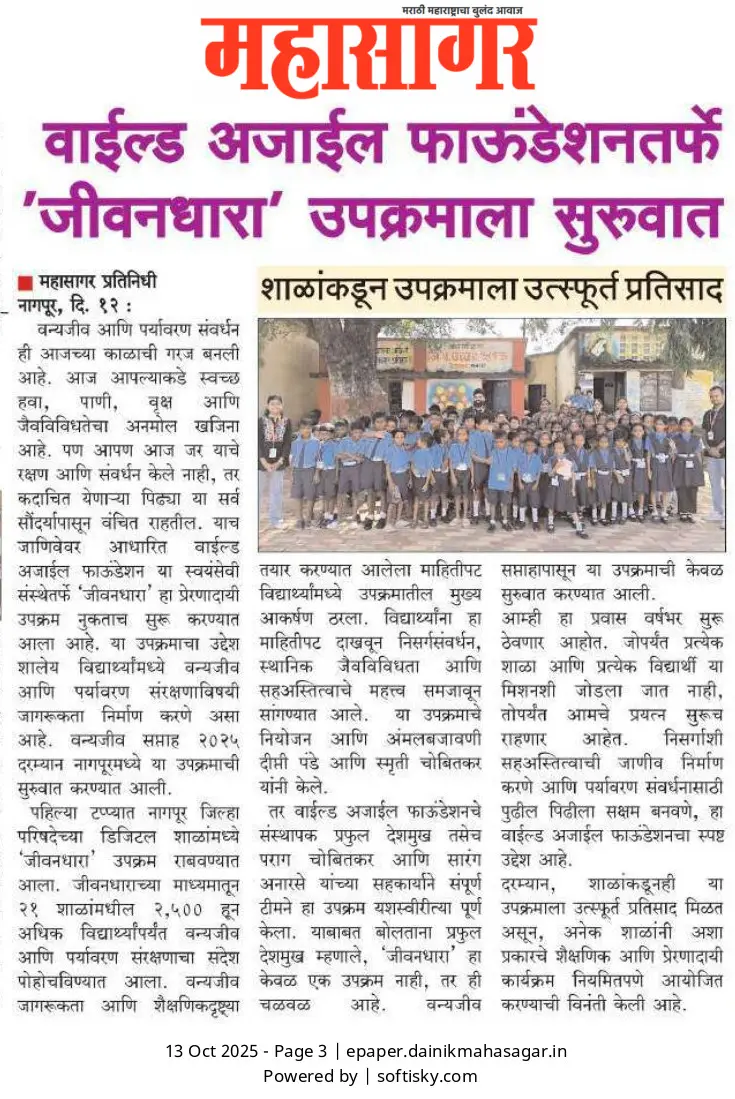 मराठी महाराष्ट्राचा बुलंद आवाज
महासागर
वाईल्ड अजाईल फाऊंडेशनतर्फे
'जीवनधारा' उपक्रमाला सुरुवात
महासागर प्रतिनिधी
नागपूर, दि. १२ :
वन्यजीव आणि पर्यावरण संवर्धन
ही आजच्या काळाची गरज बनली
आहे. आज आपल्याकडे स्वच्छ
हवा, पाणी, वृक्ष आणि
जैवविविधतेचा अनमोल खजिना
आहे. पण आपण आज जर याचे
रक्षण आणि संवर्धन केले नाही, तर
कदाचित येणाऱ्या पिढ्या या सर्व
सौंदर्यापासून वंचित राहतील. याच
जाणिवेवर आधारित वाईल्ड
अजाईल फाऊंडेशन या स्वयंसेवी
संस्थेतर्फे 'जीवनधारा' हा प्रेरणादायी
उपक्रम नुकताच सुरू करण्यात
आला आहे. या उपक्रमाचा उद्देश
शालेय विद्यार्थ्यांमध्ये वन्यजीव
आणि पर्यावरण संरक्षणाविषयी
जागरूकता निर्माण करणे असा
आहे. वन्यजीव सप्ताह २०२५
दरम्यान नागपूरमध्ये या उपक्रमाची
सुरुवात करण्यात आली.
पहिल्या टप्प्यात नागपूर जिल्हा
परिषदेच्या डिजिटल शाळांमध्ये
'जीवनधारा' उपक्रम राबवण्यात
आला. जीवनधाराच्या माध्यमातून
२१ शाळांमधील २,५०० हून
अधिक विद्यार्थ्यांपर्यंत वन्यजीव
आणि पर्यावरण संरक्षणाचा संदेश
पोहोचविण्यात आला. वन्यजीव
जागरूकता आणि शैक्षणिकदृष्ट्या
शाळांकडून उपक्रमाला उत्स्फूर्त प्रतिसाद
तयार करण्यात आलेला माहितीपट
विद्यार्थ्यांमध्ये उपक्रमातील मुख्य
आकर्षण ठरला. विद्यार्थ्यांना हा
माहितीपट दाखवून निसर्गसंवर्धन,
स्थानिक जैवविविधता आणि
सहअस्तित्वाचे महत्त्व समजावून
सांगण्यात आले. या उपक्रमाचे
नियोजन आणि अंमलबजावणी
दीप्ती पंडे आणि स्मृती चोबितकर
यांनी केले.
तर वाईल्ड अजाईल फाऊंडेशनचे
संस्थापक प्रफुल देशमुख तसेच
पराग चोबितकर आणि सारंग
अनारसे यांच्या सहकार्याने संपूर्ण
टीमने हा उपक्रम यशस्वीरीत्या पूर्ण
केला. याबाबत बोलताना प्रफुल
देशमुख म्हणाले, 'जीवनधारा' हा
केवळ एक उपक्रम नाही, तर ही
चळवळ आहे. वन्यजीव
सप्ताहापासून या उपक्रमाची केवळ
सुरुवात करण्यात आली.
आम्ही हा प्रवास वर्षभर सुरू
ठेवणार आहोत. जोपर्यंत प्रत्येक
शाळा आणि प्रत्येक विद्यार्थी या
मिशनशी जोडला जात नाही,
तोपर्यंत आमचे प्रयत्न सुरूच
राहणार आहेत. निसर्गाशी
सहअस्तित्वाची जाणीव निर्माण
करणे आणि पर्यावरण संवर्धनासाठी
पुढील पिढीला सक्षम बनवणे, हा
वाईल्ड अजाईल फाऊंडेशनचा स्पष्ट
उद्देश आहे.
दरम्यान, शाळांकडूनही या
उपक्रमाला उत्स्फूर्त प्रतिसाद मिळत
असून, अनेक शाळांनी अशा
प्रकारचे शैक्षणिक आणि प्रेरणादायी
कार्यक्रम नियमितपणे आयोजित
करण्याची विनंती केली आहे.
13 Oct 2025 - Page 3 | epaper.dainikmahasagar.in
Powered by | softisky.com